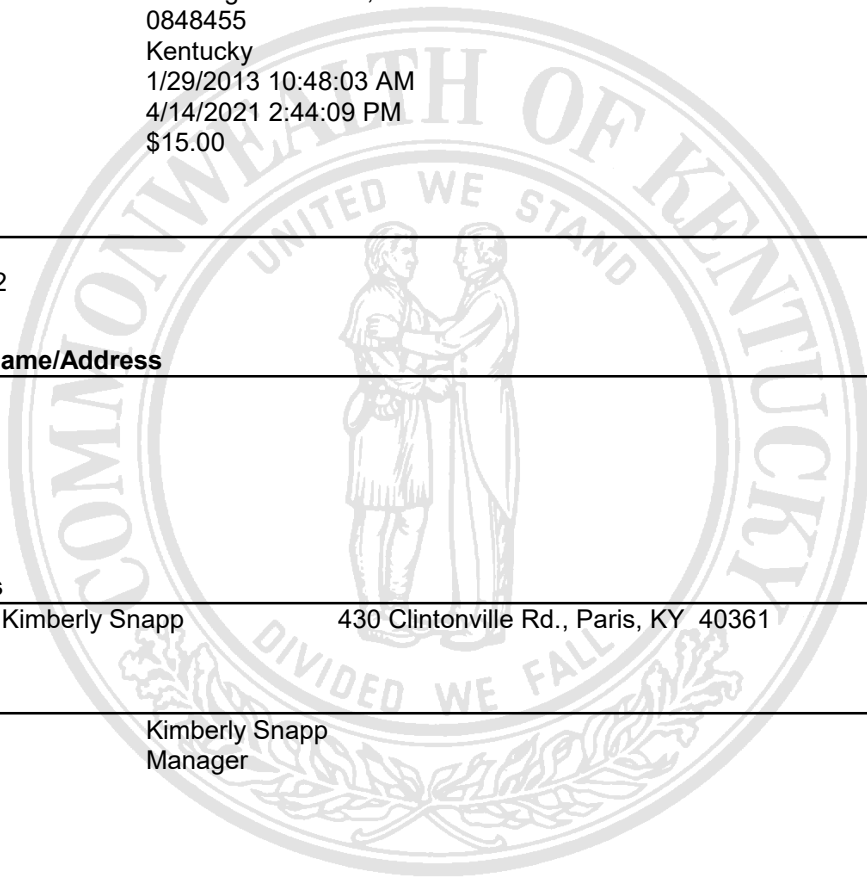 0848455
Kentucky
1/29/2013 10:48:03 AM
4/14/2021 2:44:09 PM
$15.00
COMMONWEALTH OF KENTUCKY
UNITED WE STAND
2
ame/Address
s
Kimberly Snapp 430 Clintonville Rd., Paris, KY 40361
DIVIDED WE FALL
Kimberly Snapp
Manager